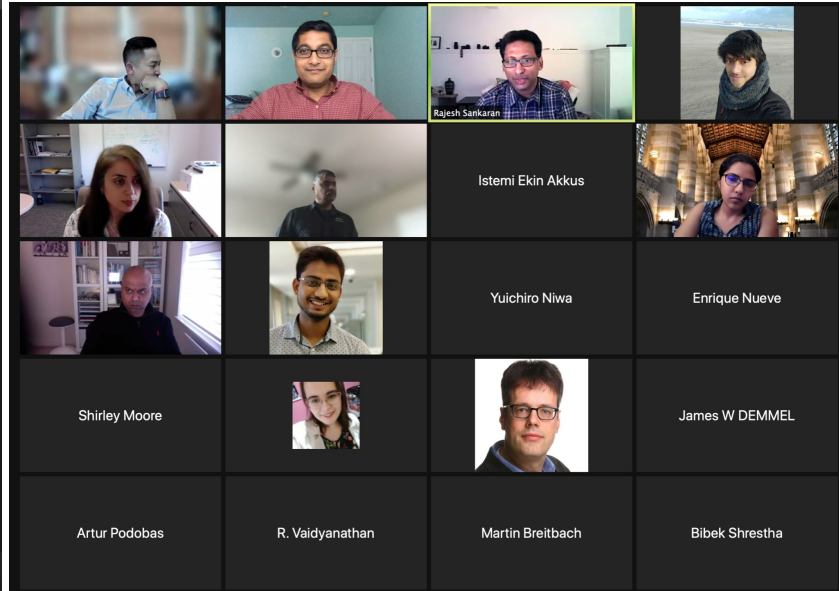 Rajesh Sankaran
Istemi Ekin Akkus
Yuichiro Niwa
Enrique Nueve
Shirley Moore
James W DEMMEL
Artur Podobas
R. Vaidyanathan
Martin Breitbach
Bibek Shrestha